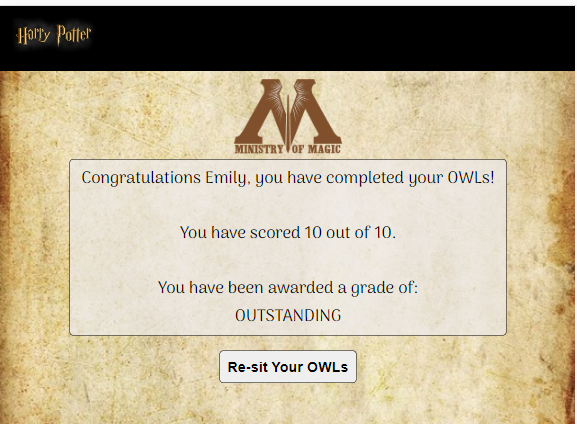 Harry Potter
MINISTRY OF MAGIC
Congratulations Emily, you have completed your OWLs!
You have scored 10 out of 10.
You have been awarded a grade of:
OUTSTANDING
Re-sit Your OWLs